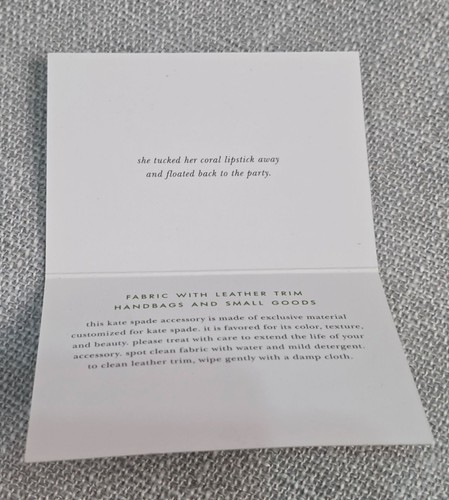 she tucked her coral lipstick away
and floated back to the party.
FABRIC WITH LEATHER TRIM
HANDBAGS AND SMALL GOODS
this kate spade accessory is made of exclusive material
customized for kate spade. it is favored for its color, texture,
and beauty. please treat with care to extend the life of your
accessory. spot clean fabric with water and mild detergent.
to clean leather trim, wipe gently with a damp cloth.